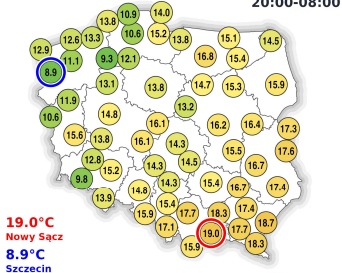 20:00-08:00
10.9 14.0
13.8
10.6 15.2
12.6 13.3 13.8 15.1 14.5
12.9
9.3 12.1 16.8 15.4
11.1
8.9
13.1 13.8 14.7 15.3 15.9
11.9 13.2
10.6 14.8
16.1 16.2 16.4 17.3
15.6 13.8 16.1 14.3
15.5 17.6
12.8 14.3 14.5 16.7
9.8 15.2
14.8 14.3 15.4 16.7 17.4
13.9
15.9 15.4 17.7 18.3 17.4
17.1 19.0 17.7 18.7
15.9 18.3
19.0°C
Nowy Sącz
8.9°C
Szczecin